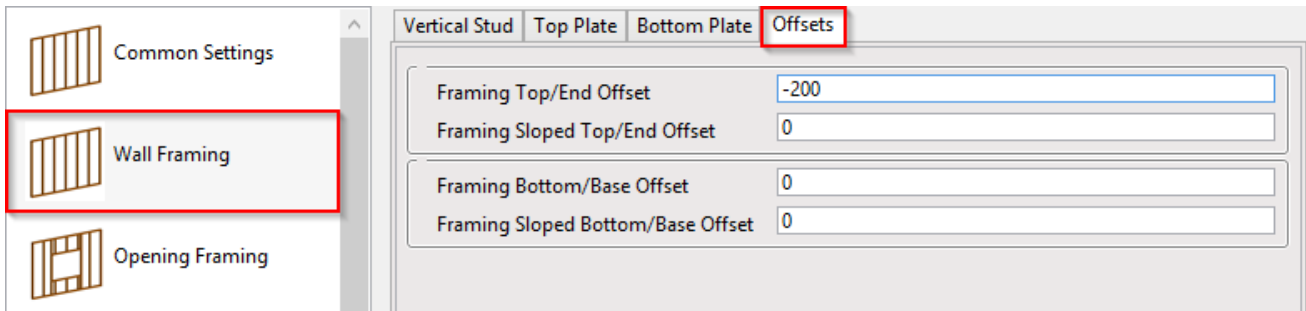 Common Settings
Wall Framing
Opening Framing
Vertical Stud Top Plate Bottom Plate Offsets
Framing Top/End Offset -200
Framing Sloped Top/End Offset 0
Framing Bottom/Base Offset 0
Framing Sloped Bottom/Base Offset 0